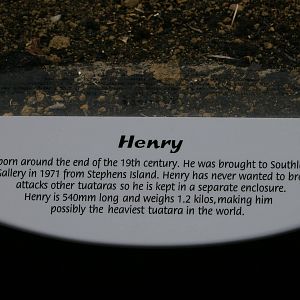 Henry
born around the end of the 19th century. He was brought to Southl
Gallery in 1971 from Stephens Island. Henry has never wanted to bre
attacks other tuataras so he is kept in a separate enclosure.
Henry is 540mm long and weighs 1.2 kilos, making him
possibly the heaviest tuatara in the world.